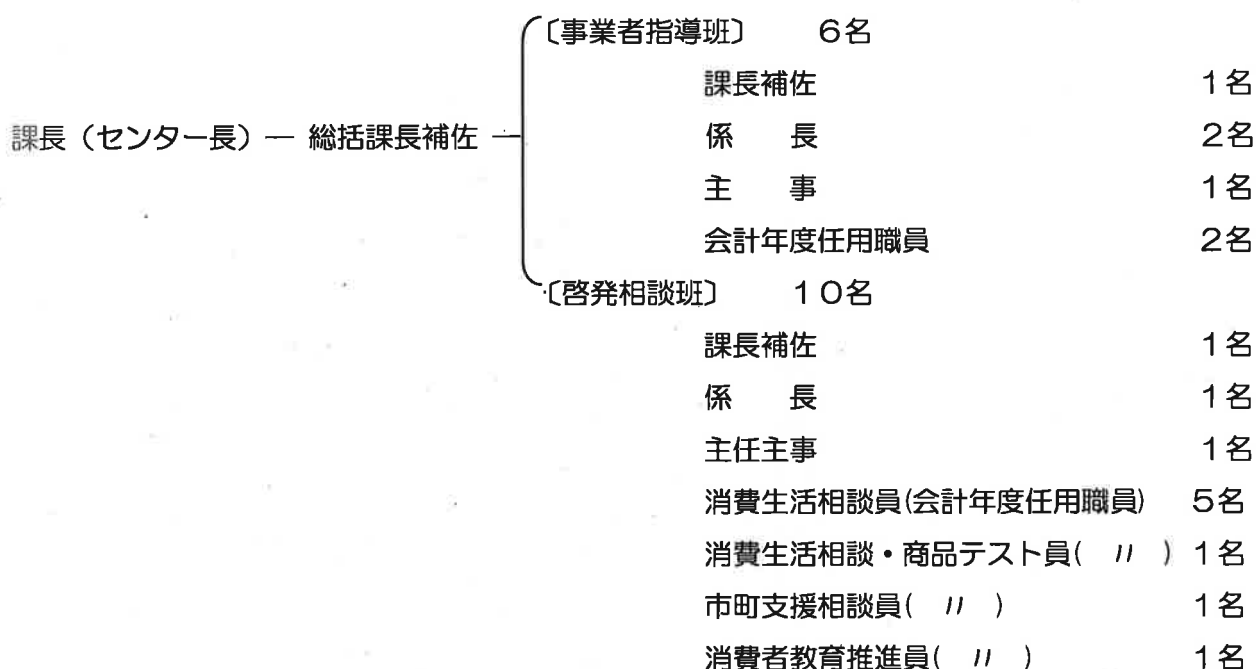 〔事業者指導班〕　６名
課長補佐　１名
課長（センター長）― 総括課長補佐 ―
係　長　２名
主　事　１名
会計年度任用職員　２名
〔啓発相談班〕　１０名
課長補佐　１名
係　長　１名
主任主事　１名
消費生活相談員(会計年度任用職員)　５名
消費生活相談・商品テスト員(　〃　)　１名
市町支援相談員(　〃　)　１名
消費者教育推進員(　〃　)　１名